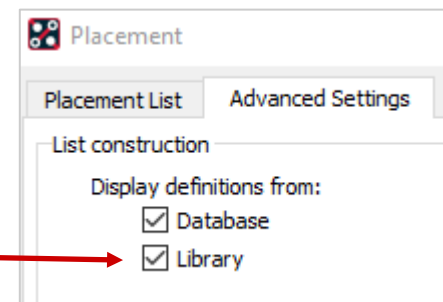 Placement
Placement List Advanced Settings
List construction
Display definitions from:
Database
Library